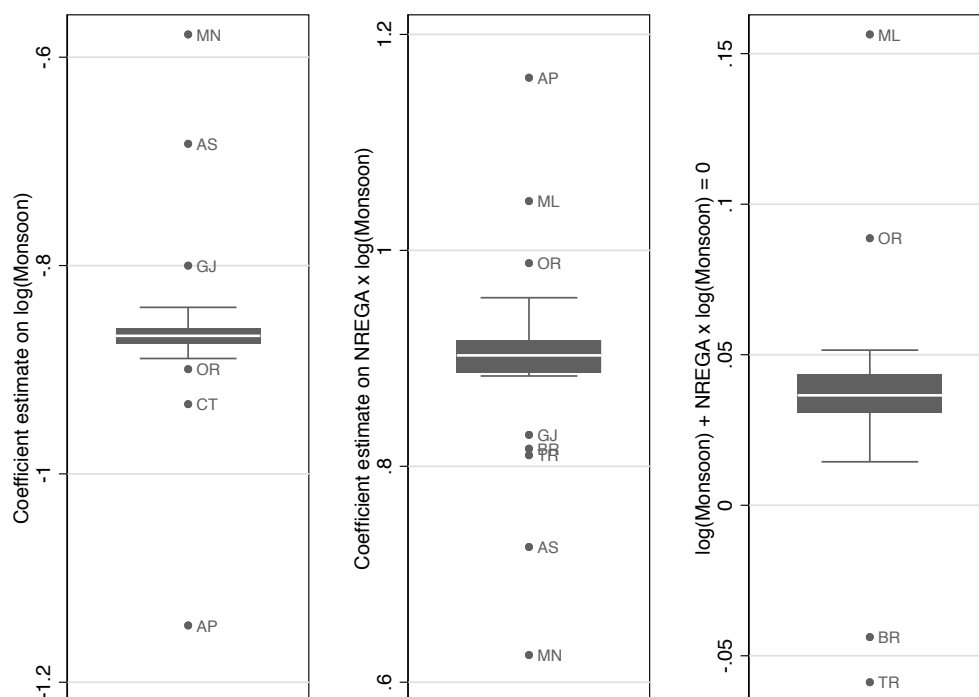 Coefficient estimate on log(Monsoon)
-.6
-.8
-1
-1.2
MN
AS
GJ
OR
CT
AP
Coefficient estimate on NREGA x log(Monsoon)
1.2
1
.8
.6
AP
ML
OR
GJ
BR
TR
AS
MN
log(Monsoon) + NREGA x log(Monsoon) = 0
.15
.1
.05
0
-.05
ML
OR
BR
TR